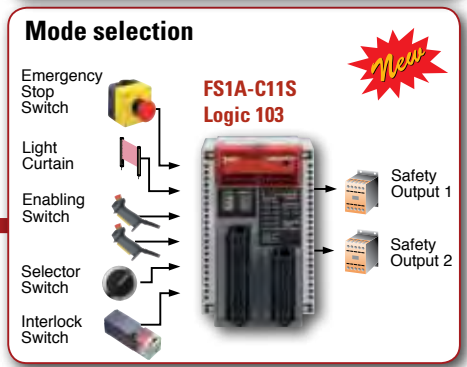 Mode selection
New
Emergency
Stop
Switch
Light
Curtain
Enabling
Switch
Selector
Switch
Interlock
Switch
FS1A-C11S
Logic 103
Safety
Output 1
Safety
Output 2